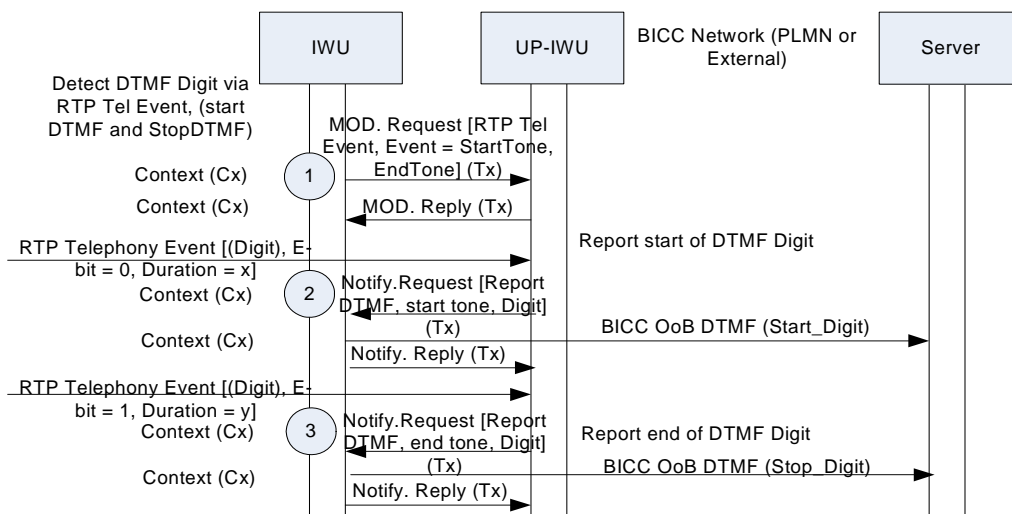 IWU
UP-IWU
BICC Network (PLMN or
External)
Server
Detect DTMF Digit via
RTP Tel Event, (start
DTMF and StopDTMF)
MOD. Request [RTP Tel
Event, Event = StartTone,
EndTone] (Tx)
Context (Cx)
1
Context (Cx)
MOD. Reply (Tx)
RTP Telephony Event [(Digit), E-
bit = 0, Duration = x]
Report start of DTMF Digit
Context (Cx)
2
Notify.Request [Report
DTMF, start tone, Digit]
(Tx)
Context (Cx)
BICC OoB DTMF (Start_Digit)
Notify. Reply (Tx)
RTP Telephony Event [(Digit), E-
bit = 1, Duration = y]
Context (Cx)
3
Notify.Request [Report
DTMF, end tone, Digit]
(Tx)
Report end of DTMF Digit
Context (Cx)
BICC OoB DTMF (Stop_Digit)
Notify. Reply (Tx)